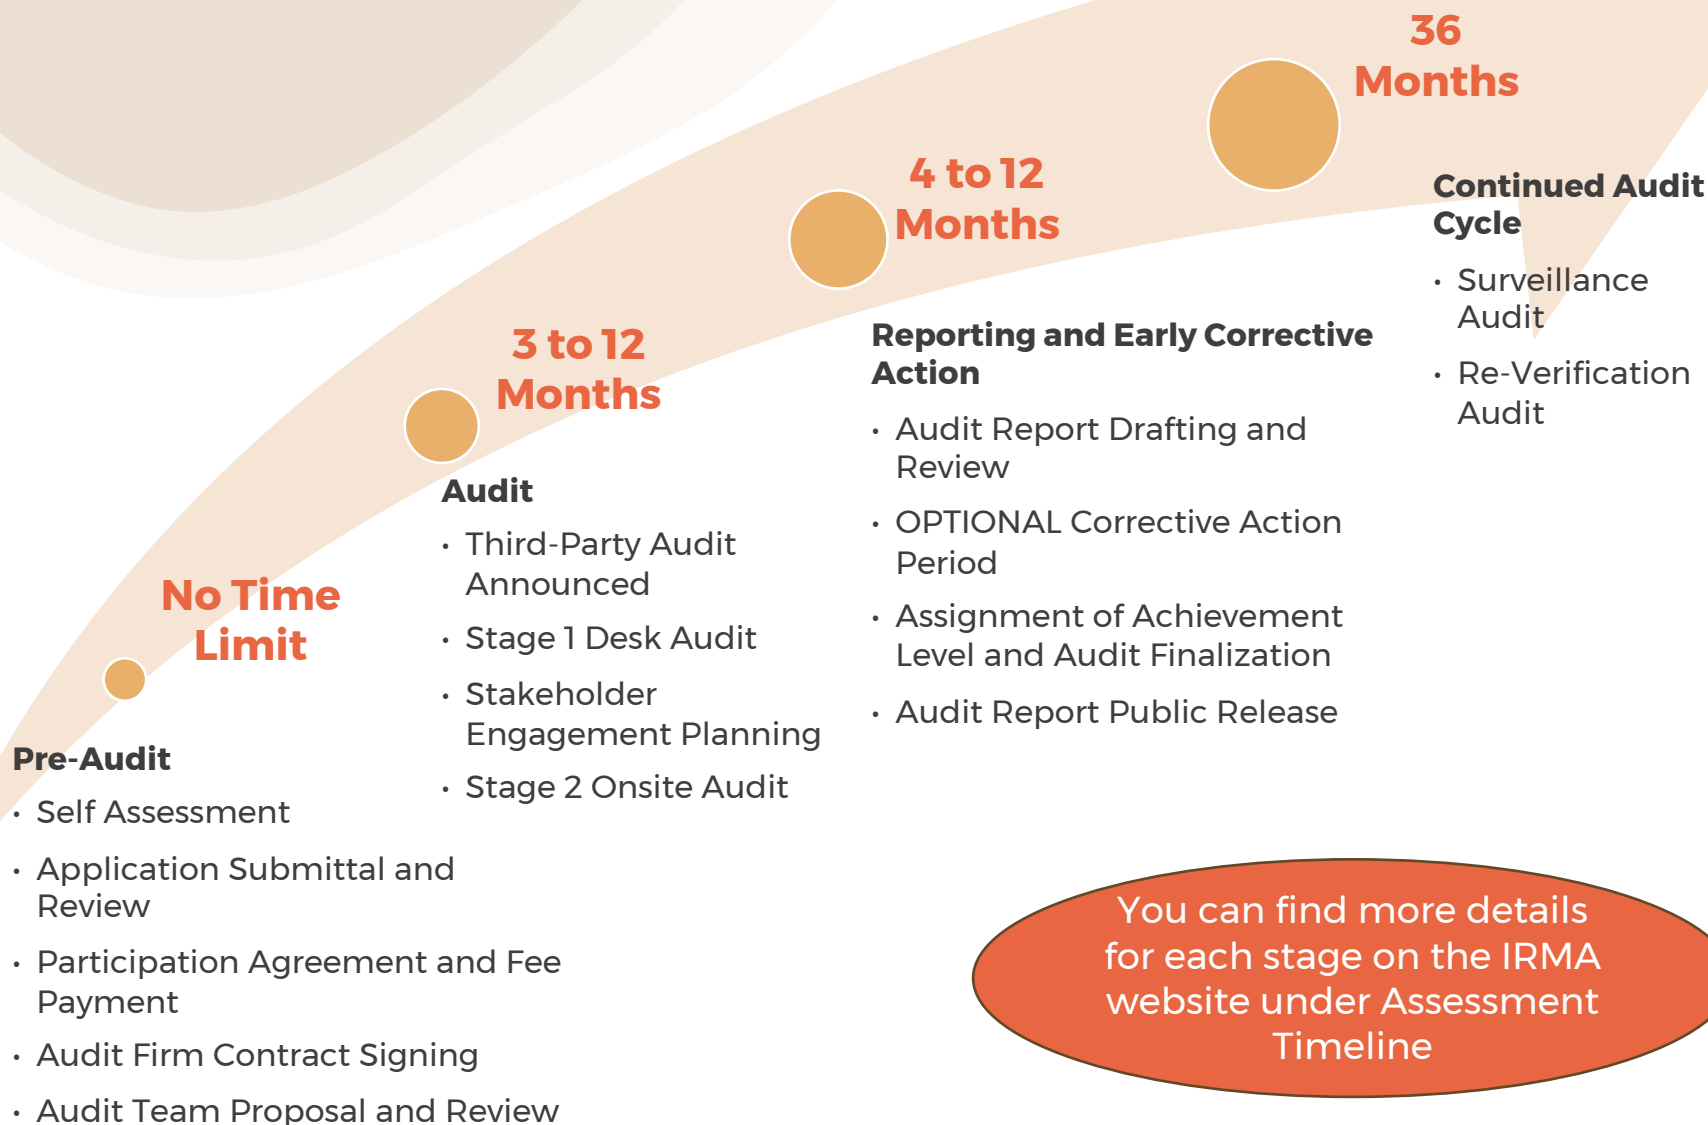 36
Months
Continued Audit
Cycle
• Surveillance
Audit
• Re-Verification
Audit
4 to 12
Months
Reporting and Early Corrective
Action
• Audit Report Drafting and
Review
• OPTIONAL Corrective Action
Period
• Assignment of Achievement
Level and Audit Finalization
• Audit Report Public Release
3 to 12
Months
Audit
• Third-Party Audit
Announced
• Stage 1 Desk Audit
• Stakeholder
Engagement Planning
• Stage 2 Onsite Audit
No Time
Limit
Pre-Audit
• Self Assessment
• Application Submittal and
Review
• Participation Agreement and Fee
Payment
• Audit Firm Contract Signing
• Audit Team Proposal and Review
You can find more details
for each stage on the IRMA
website under Assessment
Timeline